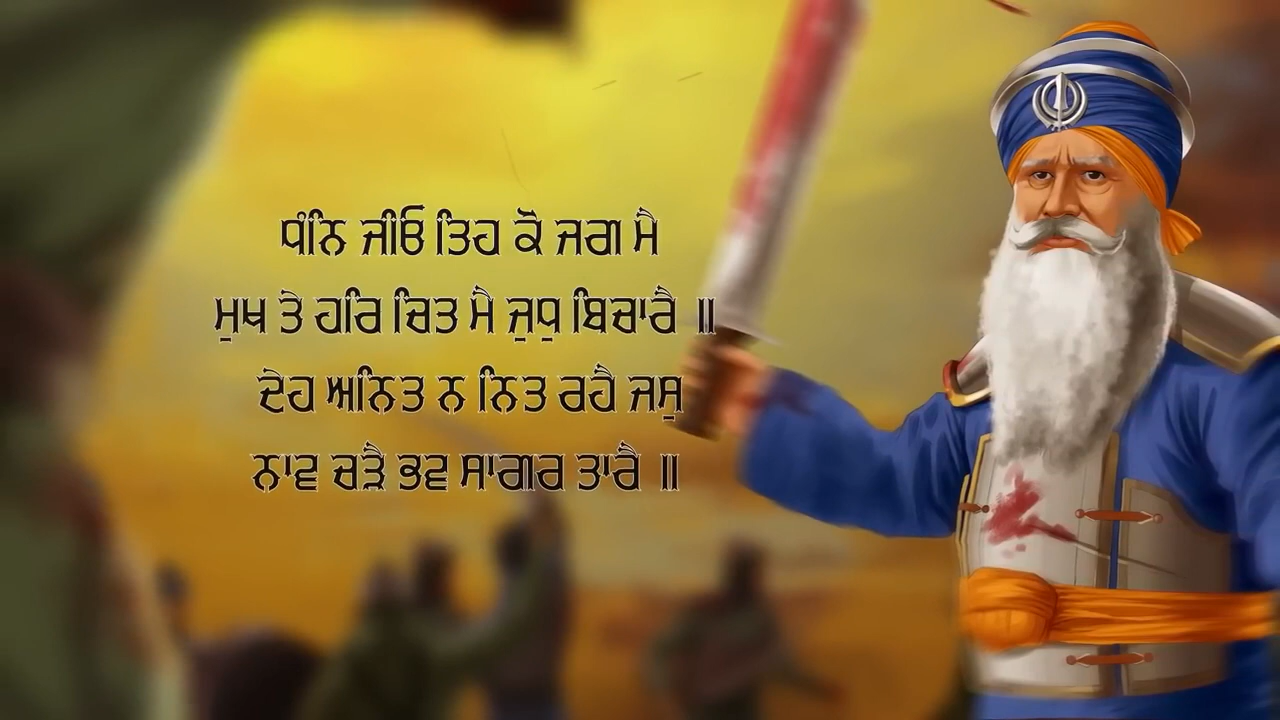 ਧੰਨਿ ਜੀਓ ਤਿਹ ਕੋ ਜਗ ਮੈ
ਮੁਖ ਤੇ ਹਰਿ ਚਿਤ ਮੈ ਜੁਧੁ ਬਿਚਾਰੈ ॥
ਦੇਹ ਅਨਿਤ ਨ ਨਿਤ ਰਹੈ ਜਸੁ
ਨਾਵ ਚੜੈ ਭਵ ਸਾਗਰ ਤਾਰੈ ॥